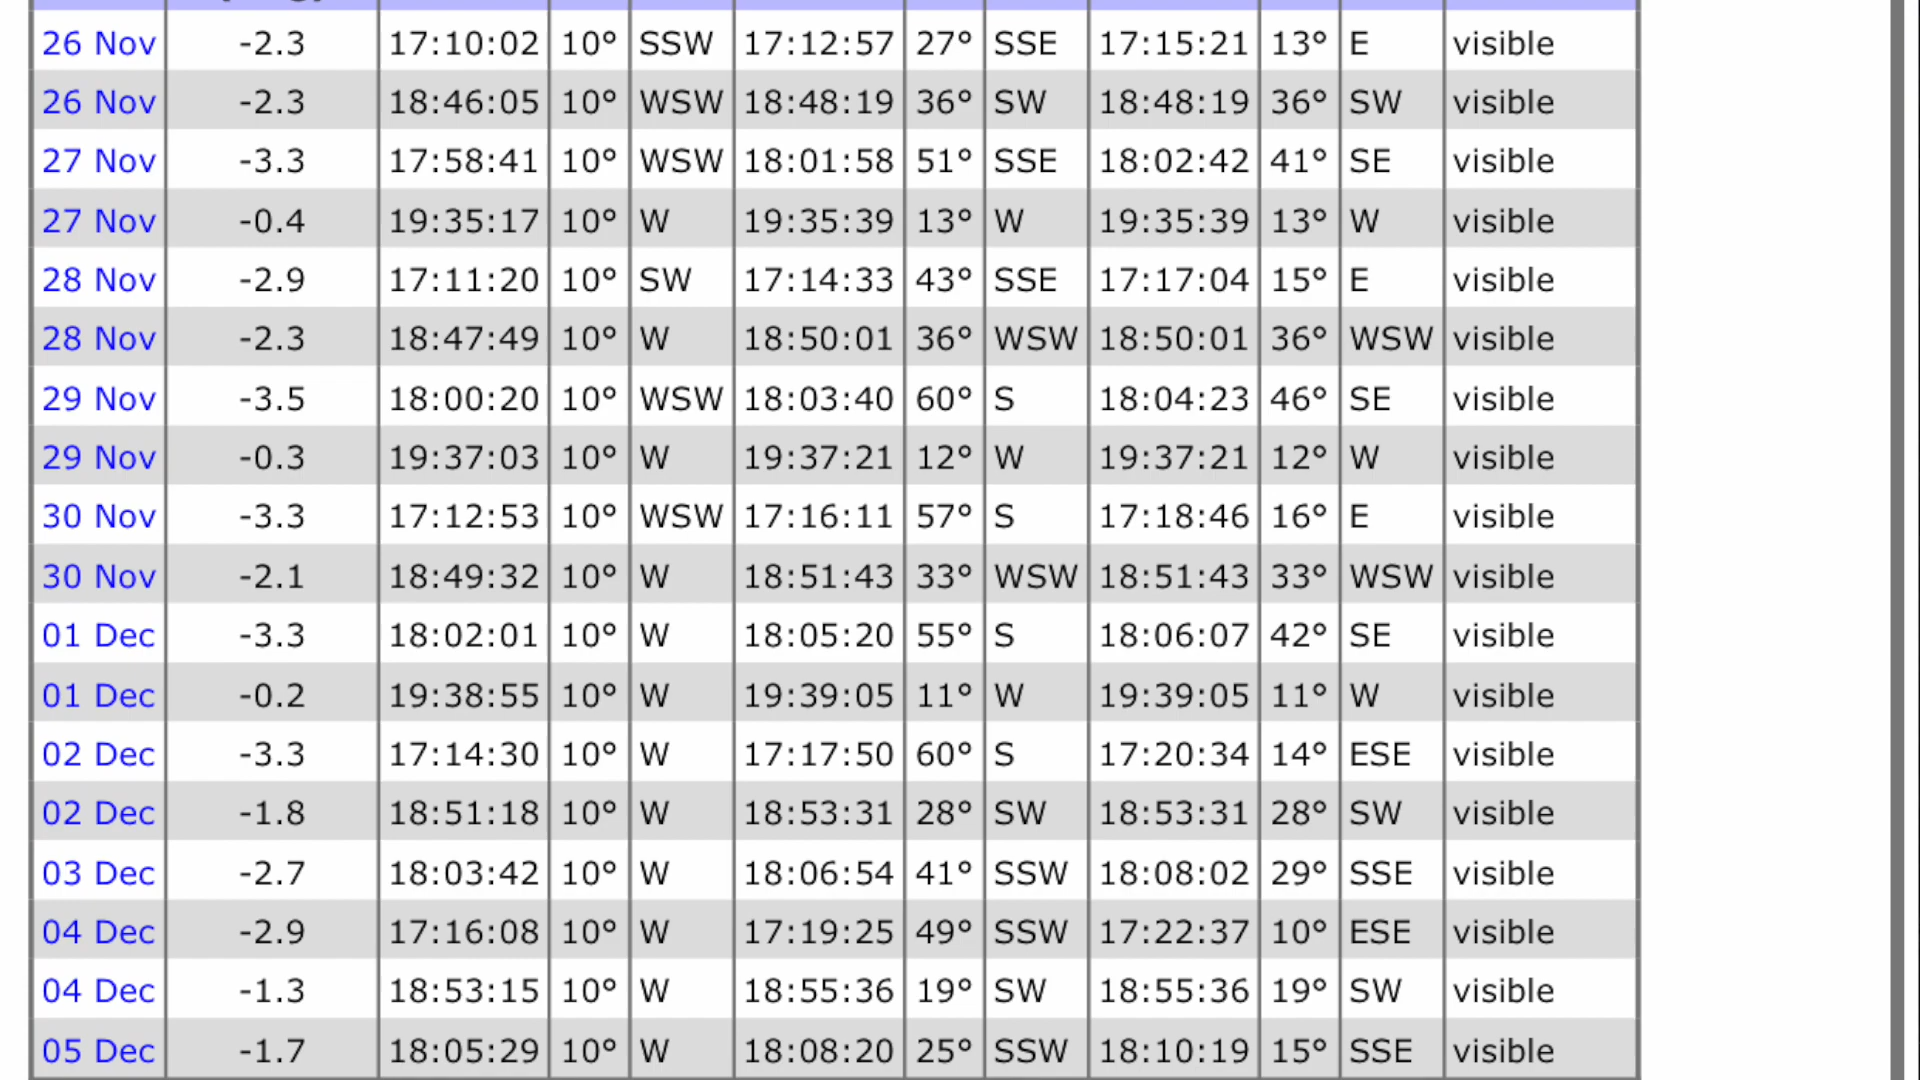 26 Nov -2.3 17:10:02 10° SSW 17:12:57 27° SSE 17:15:21 13° E visible
26 Nov -2.3 18:46:05 10° WSW 18:48:19 36° SW 18:48:19 36° SW visible
27 Nov -3.3 17:58:41 10° WSW 18:01:58 51° SSE 18:02:42 41° SE visible
27 Nov -0.4 19:35:17 10° W 19:35:39 13° W 19:35:39 13° W visible
28 Nov -2.9 17:11:20 10° SW 17:14:33 43° SSE 17:17:04 15° E visible
28 Nov -2.3 18:47:49 10° W 18:50:01 36° WSW 18:50:01 36° WSW visible
29 Nov -3.5 18:00:20 10° WSW 18:03:40 60° S 18:04:23 46° SE visible
29 Nov -0.3 19:37:03 10° W 19:37:21 12° W 19:37:21 12° W visible
30 Nov -3.3 17:12:53 10° WSW 17:16:11 57° S 17:18:46 16° E visible
30 Nov -2.1 18:49:32 10° W 18:51:43 33° WSW 18:51:43 33° WSW visible
01 Dec -3.3 18:02:01 10° W 18:05:20 55° S 18:06:07 42° SE visible
01 Dec -0.2 19:38:55 10° W 19:39:05 11° W 19:39:05 11° W visible
02 Dec -3.3 17:14:30 10° W 17:17:50 60° S 17:20:34 14° ESE visible
02 Dec -1.8 18:51:18 10° W 18:53:31 28° SW 18:53:31 28° SW visible
03 Dec -2.7 18:03:42 10° W 18:06:54 41° SSW 18:08:02 29° SSE visible
04 Dec -2.9 17:16:08 10° W 17:19:25 49° SSW 17:22:37 10° ESE visible
04 Dec -1.3 18:53:15 10° W 18:55:36 19° SW 18:55:36 19° SW visible
05 Dec -1.7 18:05:29 10° W 18:08:20 25° SSW 18:10:19 15° SSE visible